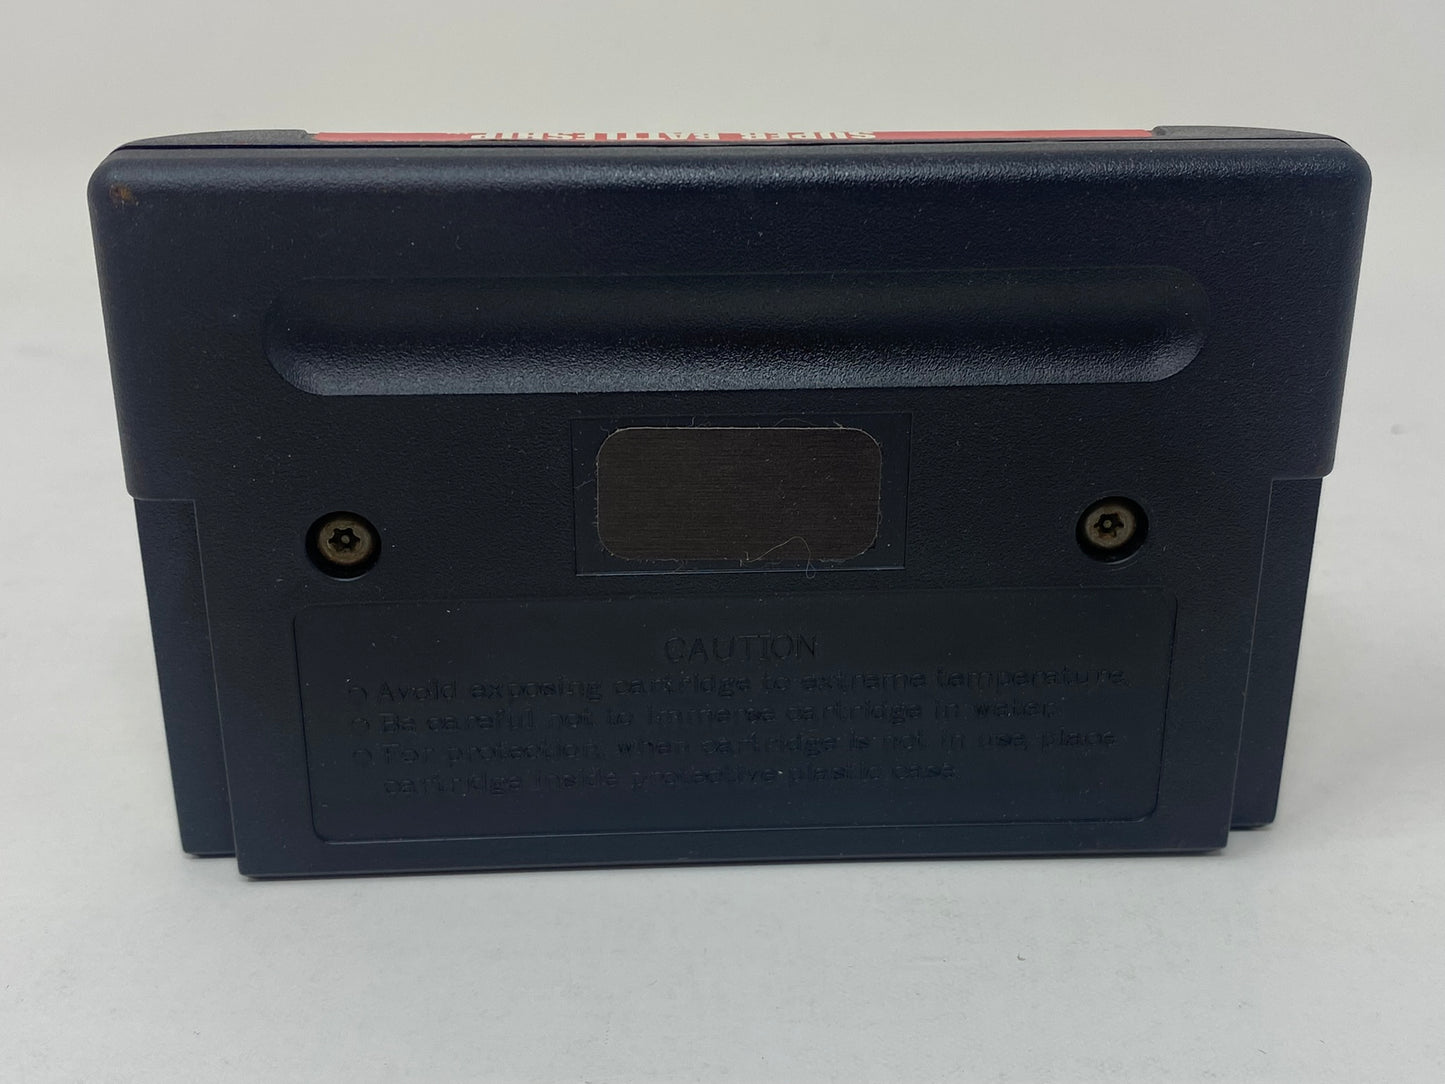 SUPER BATTLESHIP
CAUTION
Avoid exposing cartridge to extreme temperature.
Be careful not to immerse cartridge in water.
For protection, when cartridge is not in use, place
cartridge inside protective plastic case.